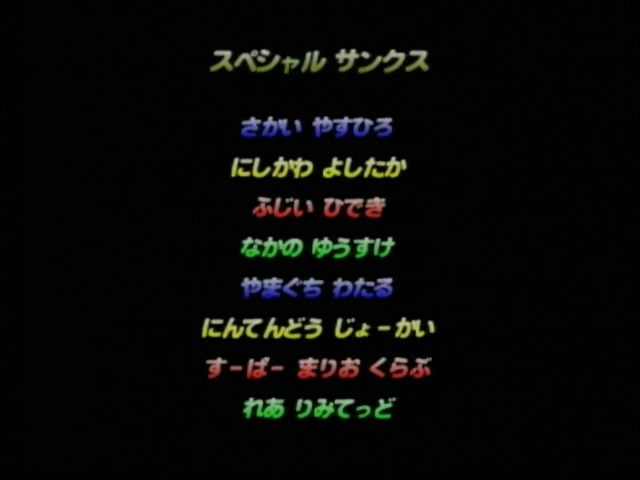 スペシャル サンクス
さかい やすひろ
にしかわ よしたか
ふじい ひでき
なかの ゆうすけ
やまぐち わたる
にんてんどう じょーかい
すーぱー まりお くらぶ
れあ りみてっど